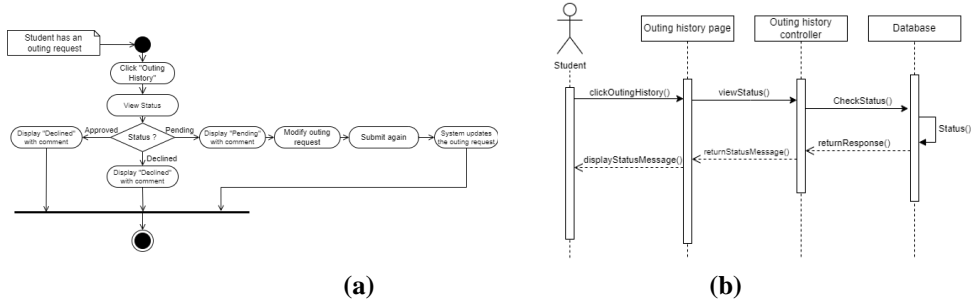 Student has an
outing request
Click "Outing
History"
View Status
Approved
Status ?
Pending
Declined
Display "Declined"
with comment
Display "Pending"
with comment
Modify outing
request
Submit again
System updates
the outing request
Display "Declined"
with comment
(a)
Student
Outing history page
Outing history
controller
Database
clickOutingHistory()
viewStatus()
CheckStatus()
Status()
returnResponse()
returnStatusMessage()
displayStatusMessage()
(b)